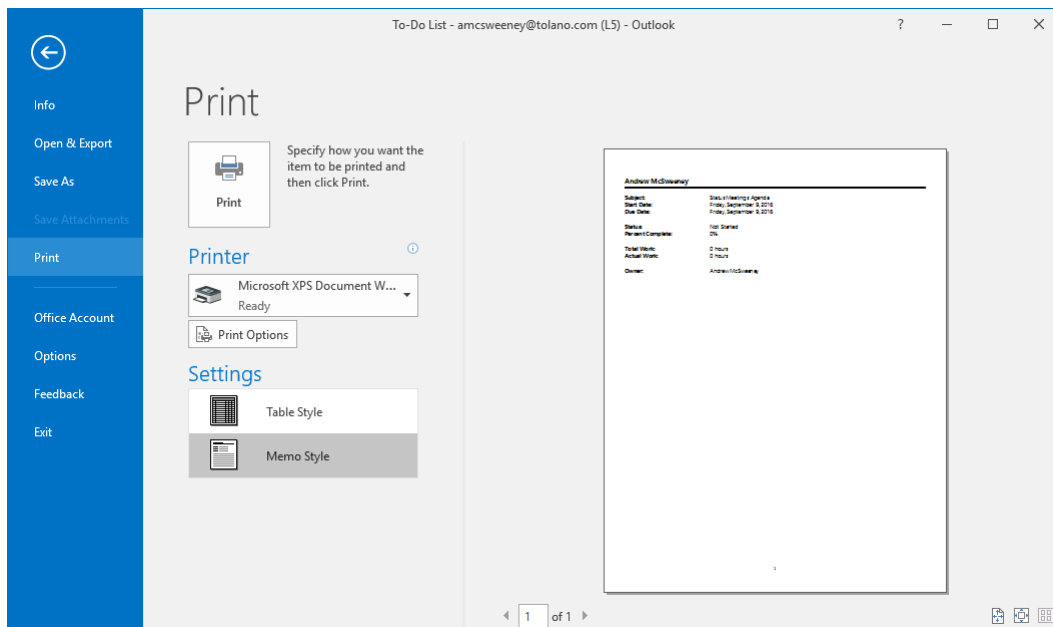 To-Do List - amcsweeney@tolano.com (L5) - Outlook
?
Info
Open & Export
Save As
Save Attachments
Print
Office Account
Options
Feedback
Exit
Print
Print
Specify how you want the
item to be printed and
then click Print.
Printer
Microsoft XPS Document W...
Ready
Print Options
Settings
Table Style
Memo Style
Andrew McSweeney
Subject: Status Meetings Agenda
Start Date: Friday, September 9, 2016
Due Date: Friday, September 9, 2016
Status: Not Started
Percent Complete: 0%
Total Work: 0 hours
Actual Work: 0 hours
Owner: Andrew McSweeney
1
1 of 1